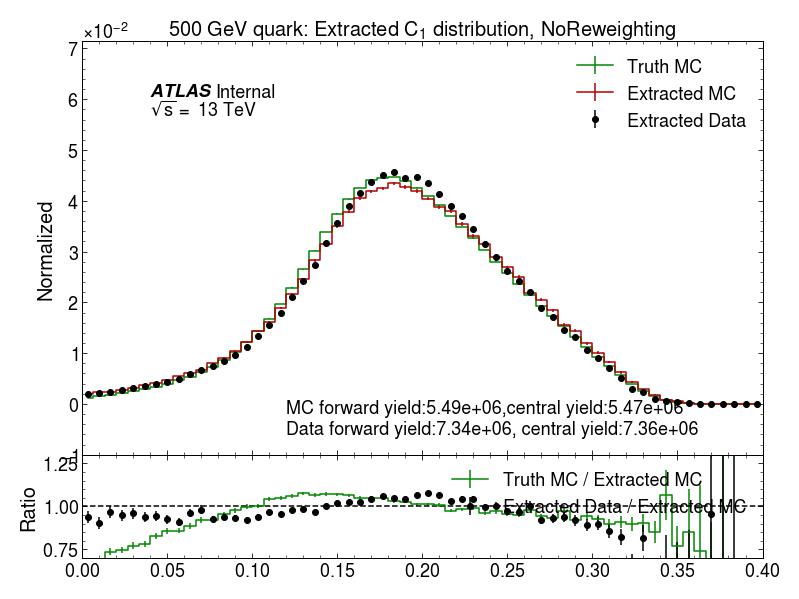 500 GeV quark: Extracted C₁ distribution, NoReweighting
×10⁻²
7
6
5
4
3
2
1
0
−1
Normalized
ATLAS Internal
√s = 13 TeV
Truth MC
Extracted MC
Extracted Data
MC forward yield:5.49e+06,central yield:5.47e+06
Data forward yield:7.34e+06, central yield:7.36e+06
1.25
1.00
0.75
Ratio
Truth MC / Extracted MC
Extracted Data / Extracted MC
0.00 0.05 0.10 0.15 0.20 0.25 0.30 0.35 0.40